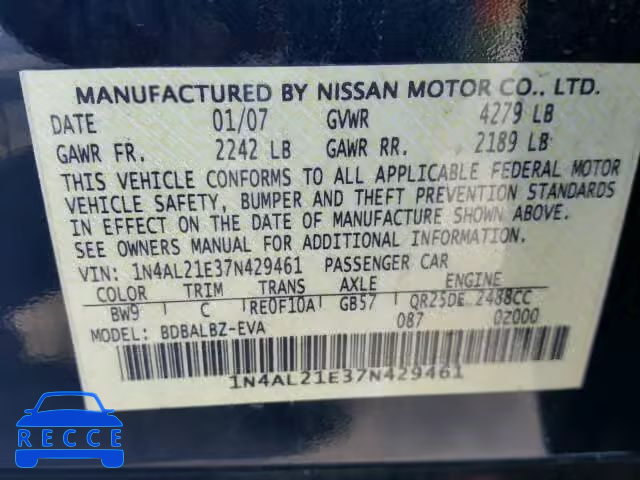 MANUFACTURED BY NISSAN MOTOR CO., LTD.
DATE 01/07 GVWR 4279 LB
GAWR FR. 2242 LB GAWR RR. 2189 LB
THIS VEHICLE CONFORMS TO ALL APPLICABLE FEDERAL MOTOR
VEHICLE SAFETY, BUMPER AND THEFT PREVENTION STANDARDS
IN EFFECT ON THE DATE OF MANUFACTURE SHOWN ABOVE.
SEE OWNERS MANUAL FOR ADDITIONAL INFORMATION.
VIN: 1N4AL21E37N429461 PASSENGER CAR
COLOR TRIM TRANS AXLE ENGINE
BW9 C RE0F10A GB57 QR25DE 2488CC
MODEL: BDBALBZ-EVA 087 0Z000
1N4AL21E37N429461
RECCE